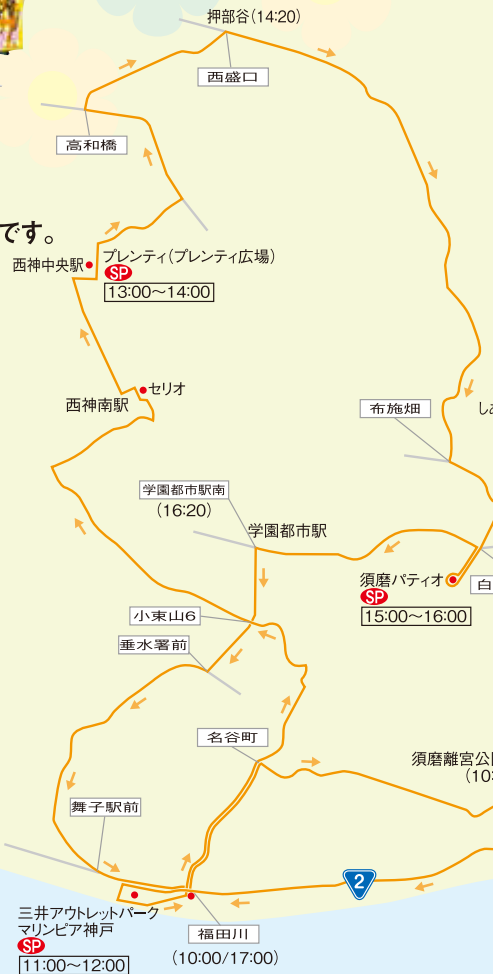 押部谷（14:20）
西盛口
高和橋
です。
プレンティ（プレンティ広場）
西神中央駅
SP
13:00〜14:00
セリオ
西神南駅
布施畑
しあ
学園都市駅南
（16:20）
学園都市駅
須磨パティオ
SP
白
15:00〜16:00
小束山6
垂水署前
名谷町
須磨離宮公
（10:
舞子駅前
2
三井アウトレットパーク
マリンピア神戸
SP
11:00〜12:00
福田川
（10:00/17:00）